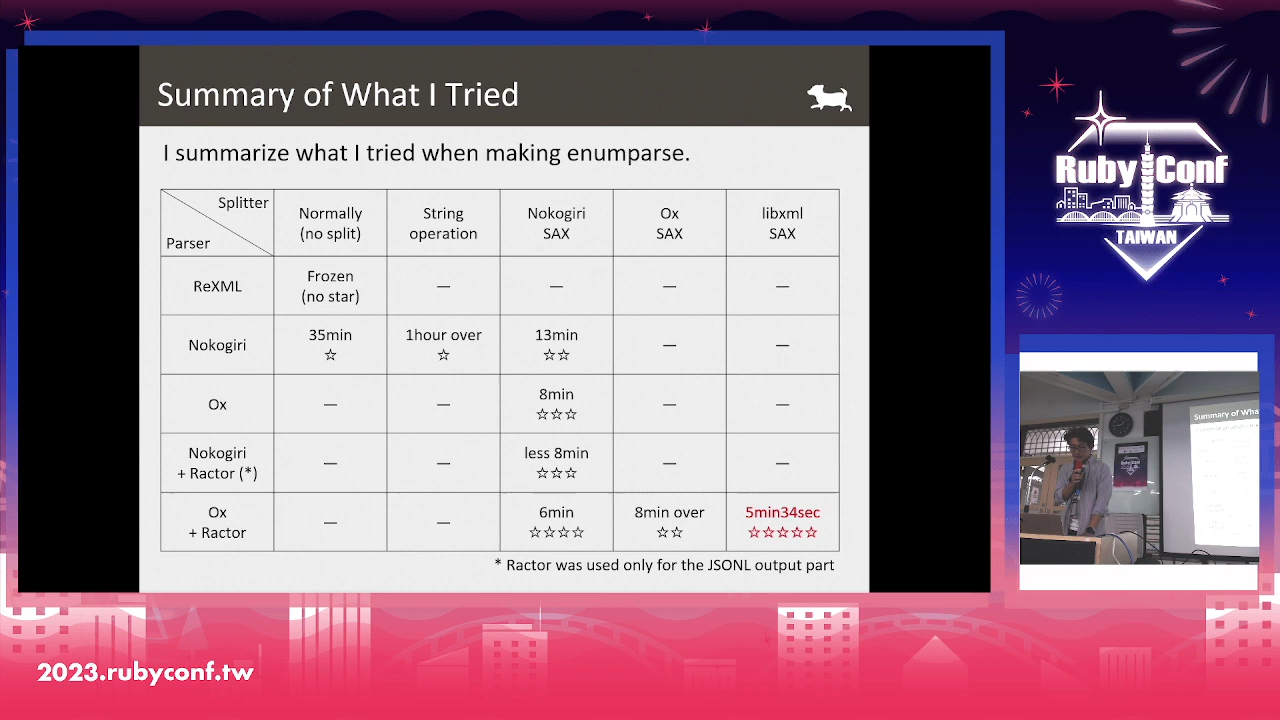 Summary of What I Tried
I summarize what I tried when making enumparse.
Splitter
Parser
Normally
(no split)
String
operation
Nokogiri
SAX
Ox
SAX
libxml
SAX
ReXML
Frozen
(no star)
—
—
—
—
Nokogiri
35min
☆
1hour over
☆
13min
☆☆
—
—
Ox
—
—
8min
☆☆☆
—
—
Nokogiri
+ Ractor (*)
—
—
less 8min
☆☆☆
—
—
Ox
+ Ractor
—
—
6min
☆☆☆☆
8min over
☆☆
5min34sec
☆☆☆☆☆
* Ractor was used only for the JSONL output part
RubyConf
TAIWAN
Summary of Wha
2023.rubyconf.tw